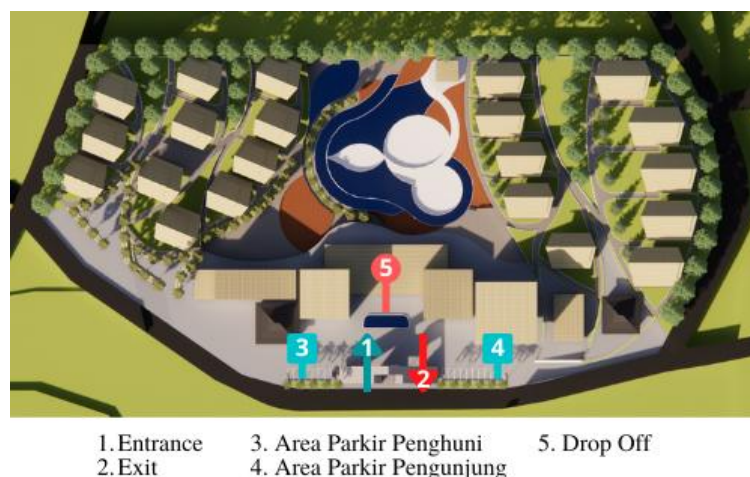 5
3
1
4
2
1. Entrance 3. Area Parkir Penghuni 5. Drop Off
2. Exit 4. Area Parkir Pengunjung